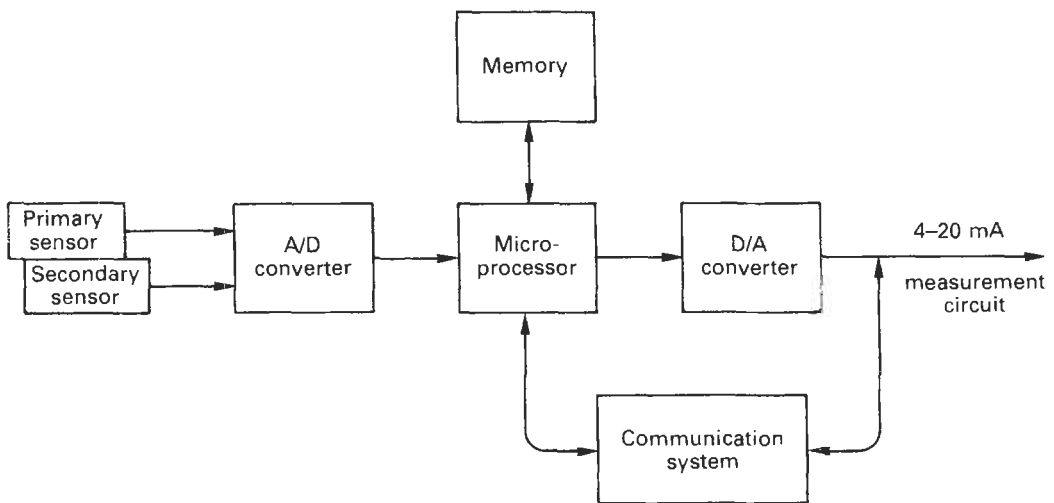 Memory
Primary
sensor
Secondary
sensor
A/D
converter
Micro-
processor
D/A
converter
4–20 mA
measurement
circuit
Communication
system